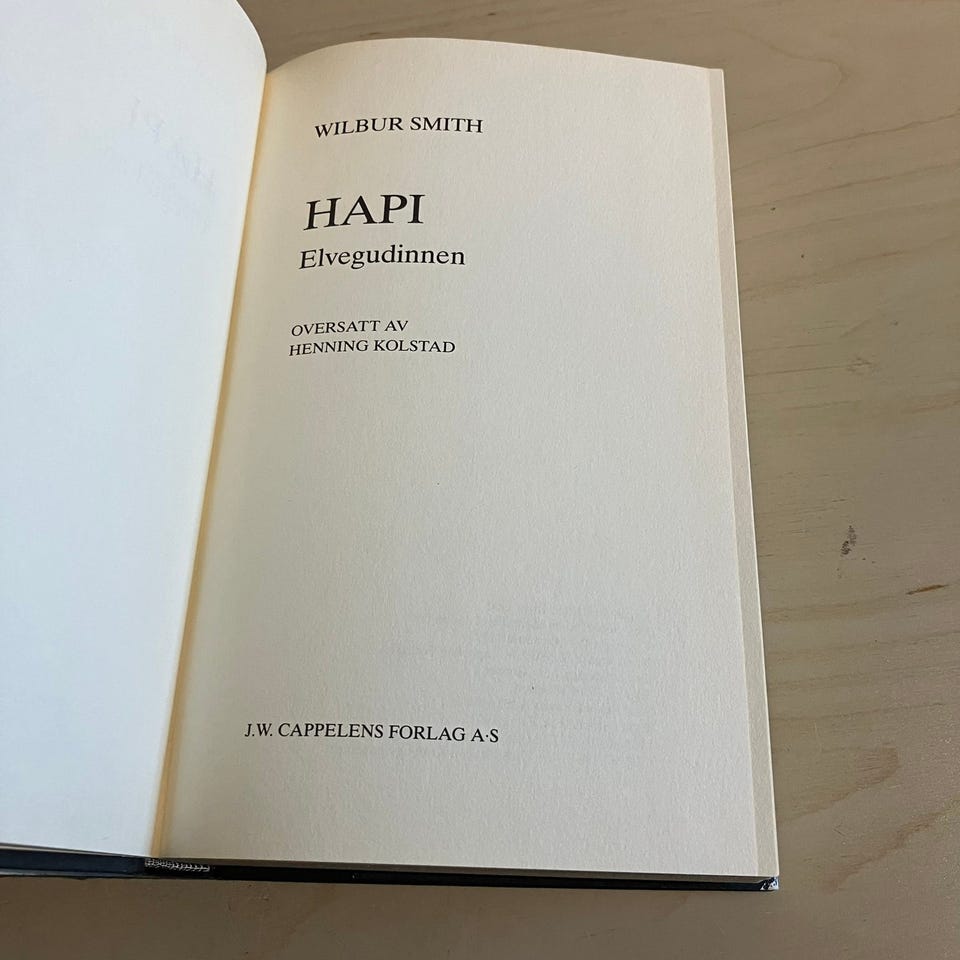 WILBUR SMITH
HAPI
Elvegudinnen
OVERSATT AV
HENNING KOLSTAD
J.W. CAPPELENS FORLAG A·S